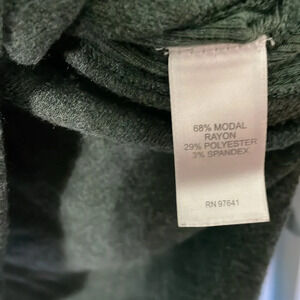 68% MODAL
RAYON
29% POLYESTER
3% SPANDEX
RN 97641